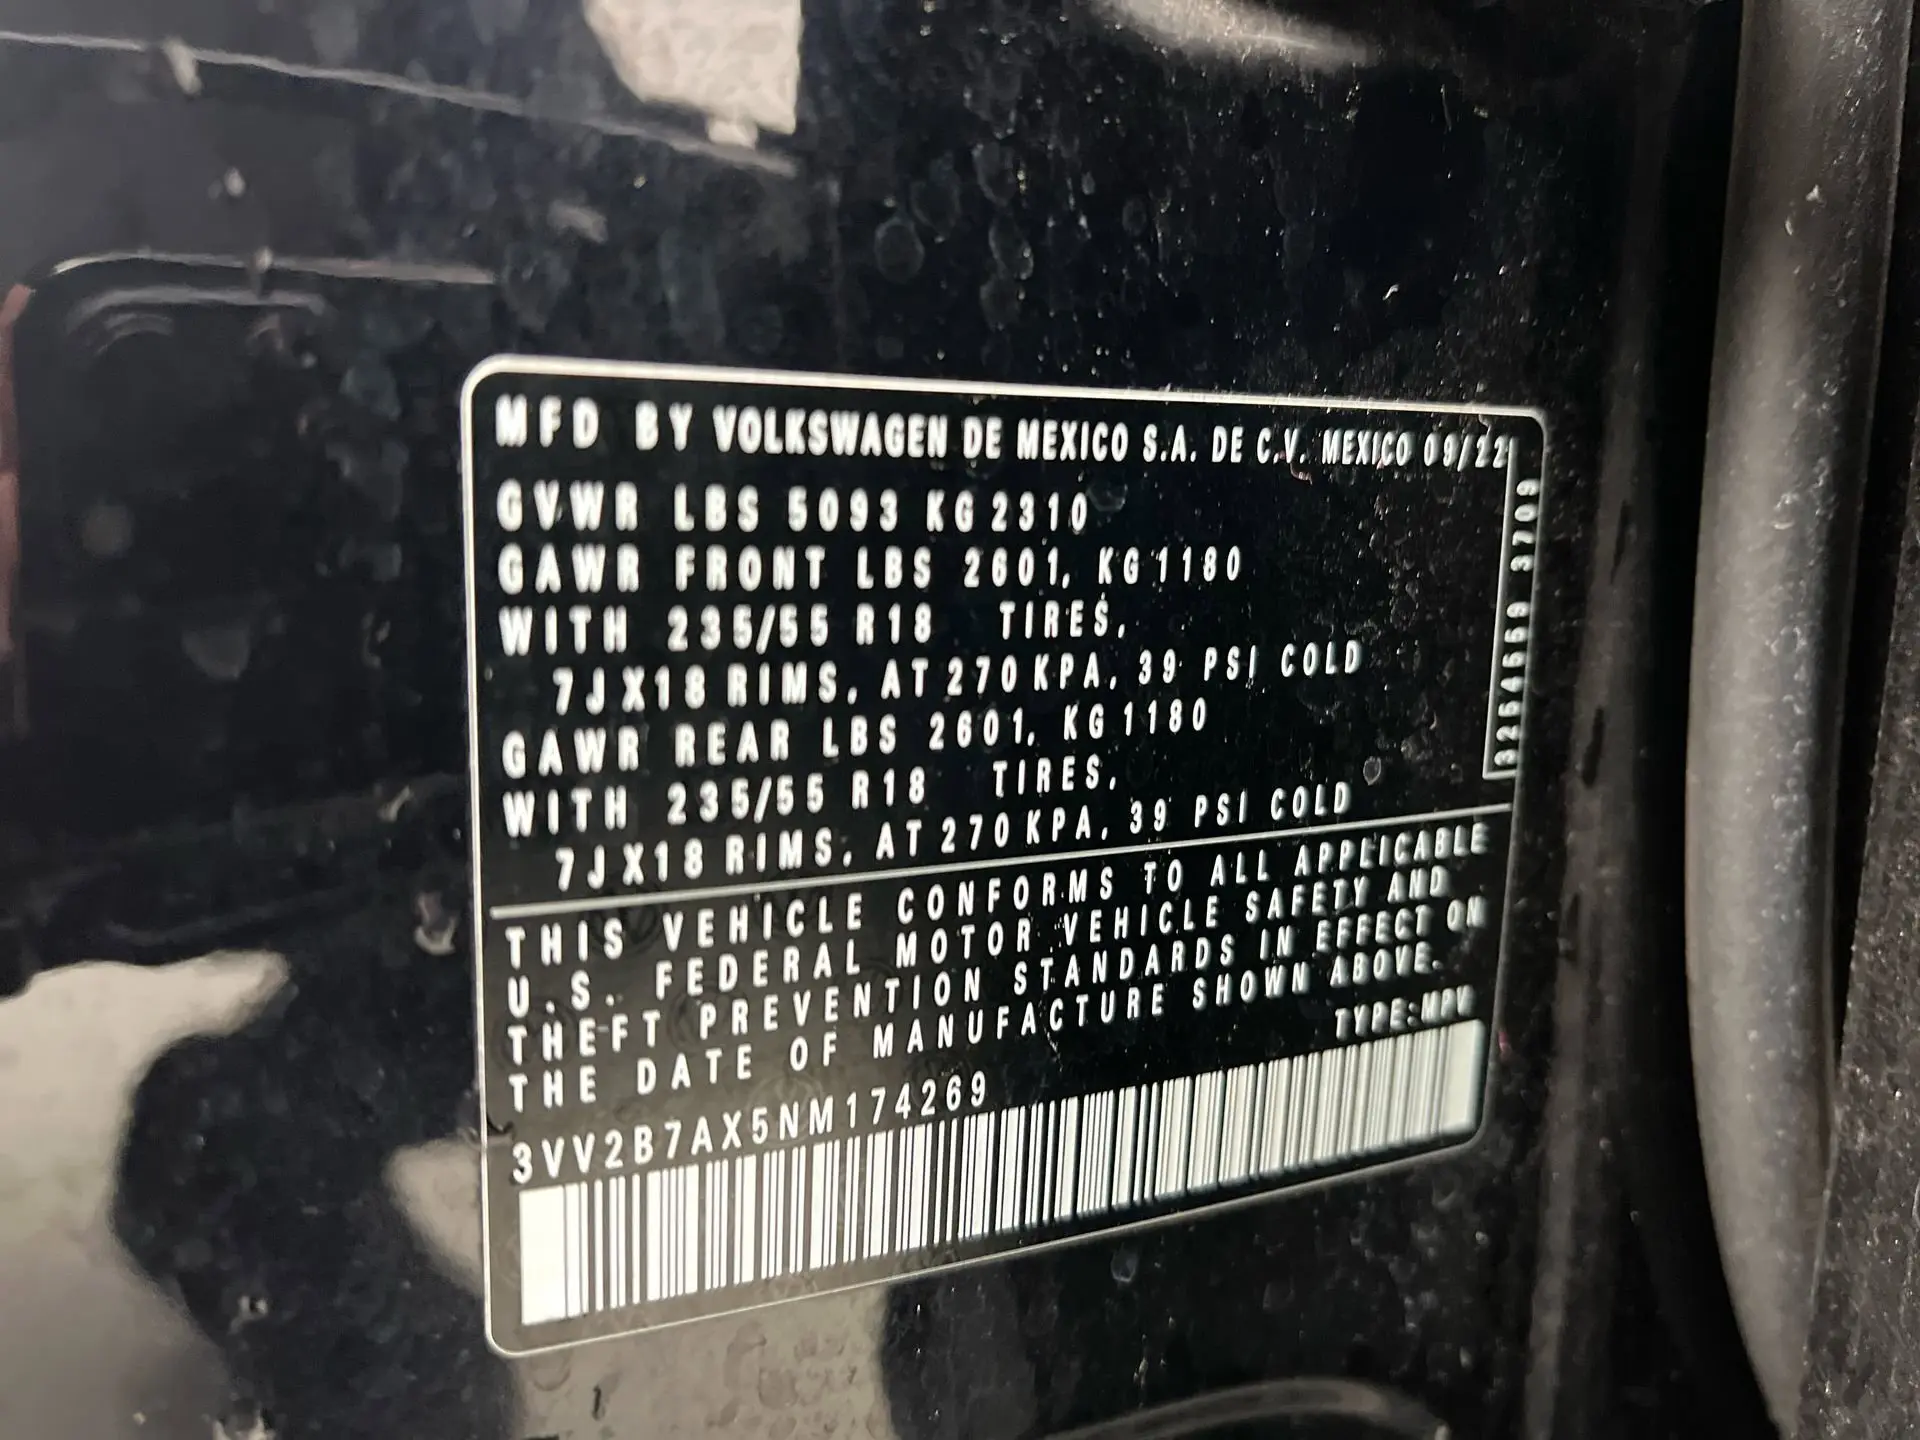 MFD BY VOLKSWAGEN DE MEXICO S.A. DE C.V. MEXICO 09/22
GVWR LBS 5093 KG 2310
GAWR FRONT LBS 2601, KG 1180
WITH 235/55 R18 TIRES,
7JX18 RIMS, AT 270 KPA, 39 PSI COLD
GAWR REAR LBS 2601, KG 1180
WITH 235/55 R18 TIRES,
7JX18 RIMS, AT 270 KPA, 39 PSI COLD
3254559 3709
THIS VEHICLE CONFORMS TO ALL APPLICABLE
U.S. FEDERAL MOTOR VEHICLE SAFETY AND
THEFT PREVENTION STANDARDS IN EFFECT ON
THE DATE OF MANUFACTURE SHOWN ABOVE.
TYPE:MPV
3VV2B7AX5NM174269